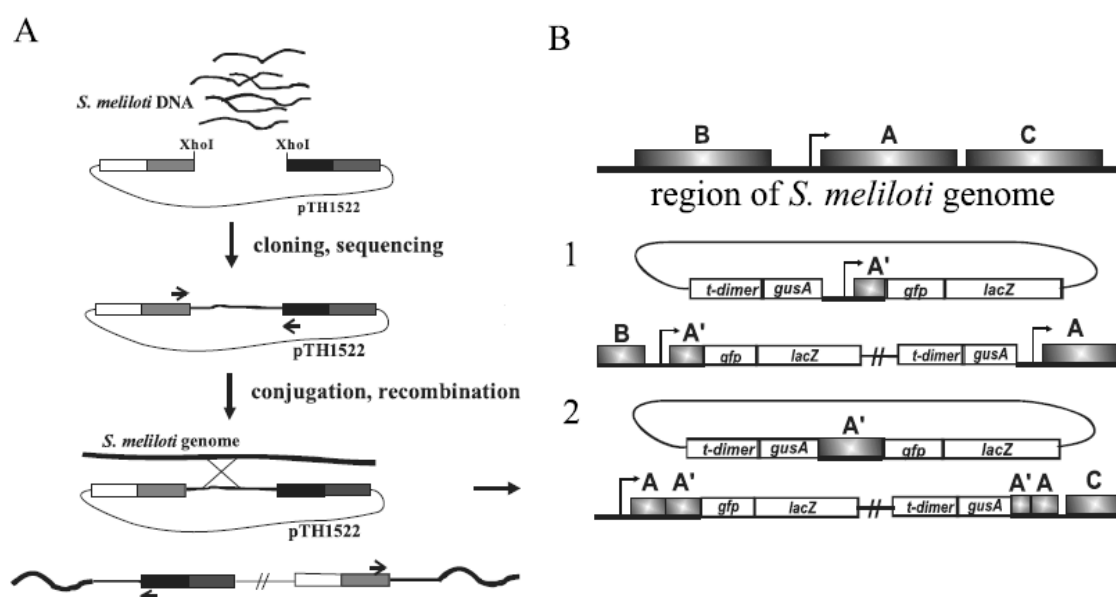 A
S. meliloti DNA
XhoI XhoI
pTH1522
cloning, sequencing
pTH1522
conjugation, recombination
S. meliloti genome
pTH1522
B
B A C
region of S. meliloti genome
1
A'
t-dimer gusA gfp lacZ
B A' A
gfp lacZ // t-dimer gusA
2
A'
t-dimer gusA gfp lacZ
A A' A' A C
gfp lacZ // t-dimer gusA
//